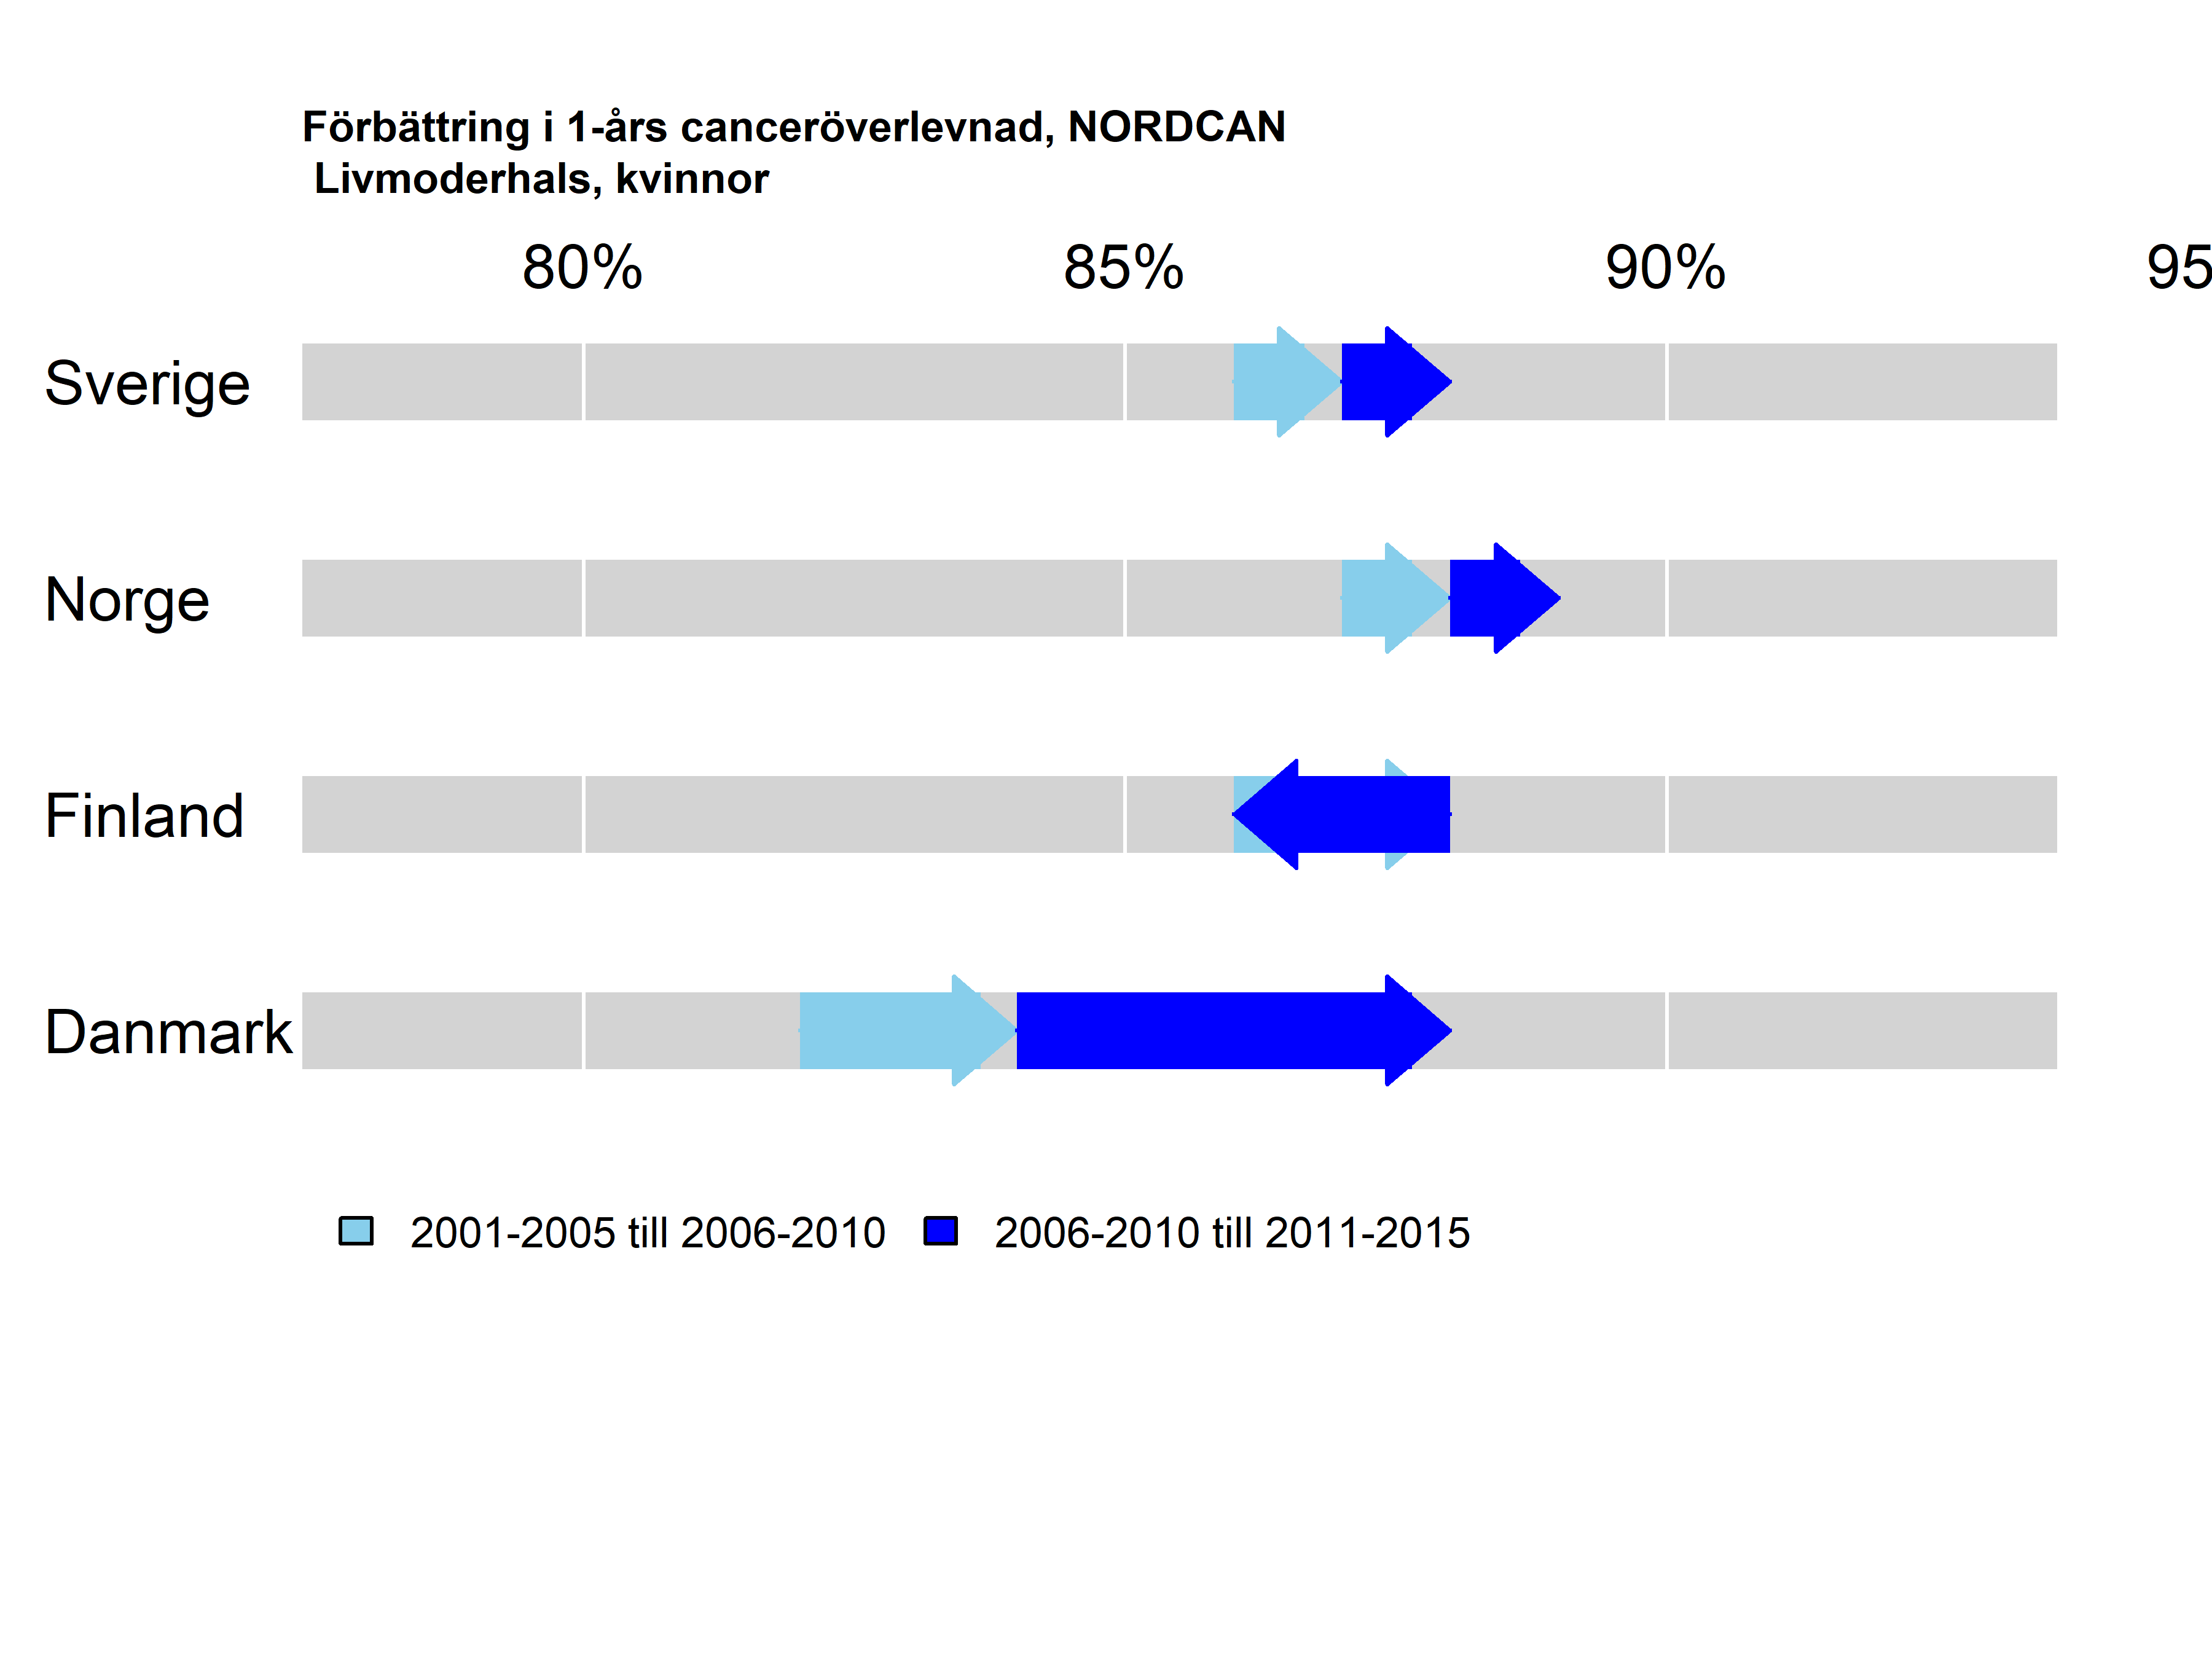 Förbättring i 1-års canceröverlevnad, NORDCAN
Livmoderhals, kvinnor
80% 85% 90% 95
Sverige
Norge
Finland
Danmark
2001-2005 till 2006-2010 2006-2010 till 2011-2015